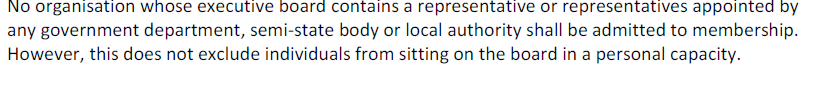 No organisation whose executive board contains a representative or representatives appointed by
any government department, semi-state body or local authority shall be admitted to membership.
However, this does not exclude individuals from sitting on the board in a personal capacity.